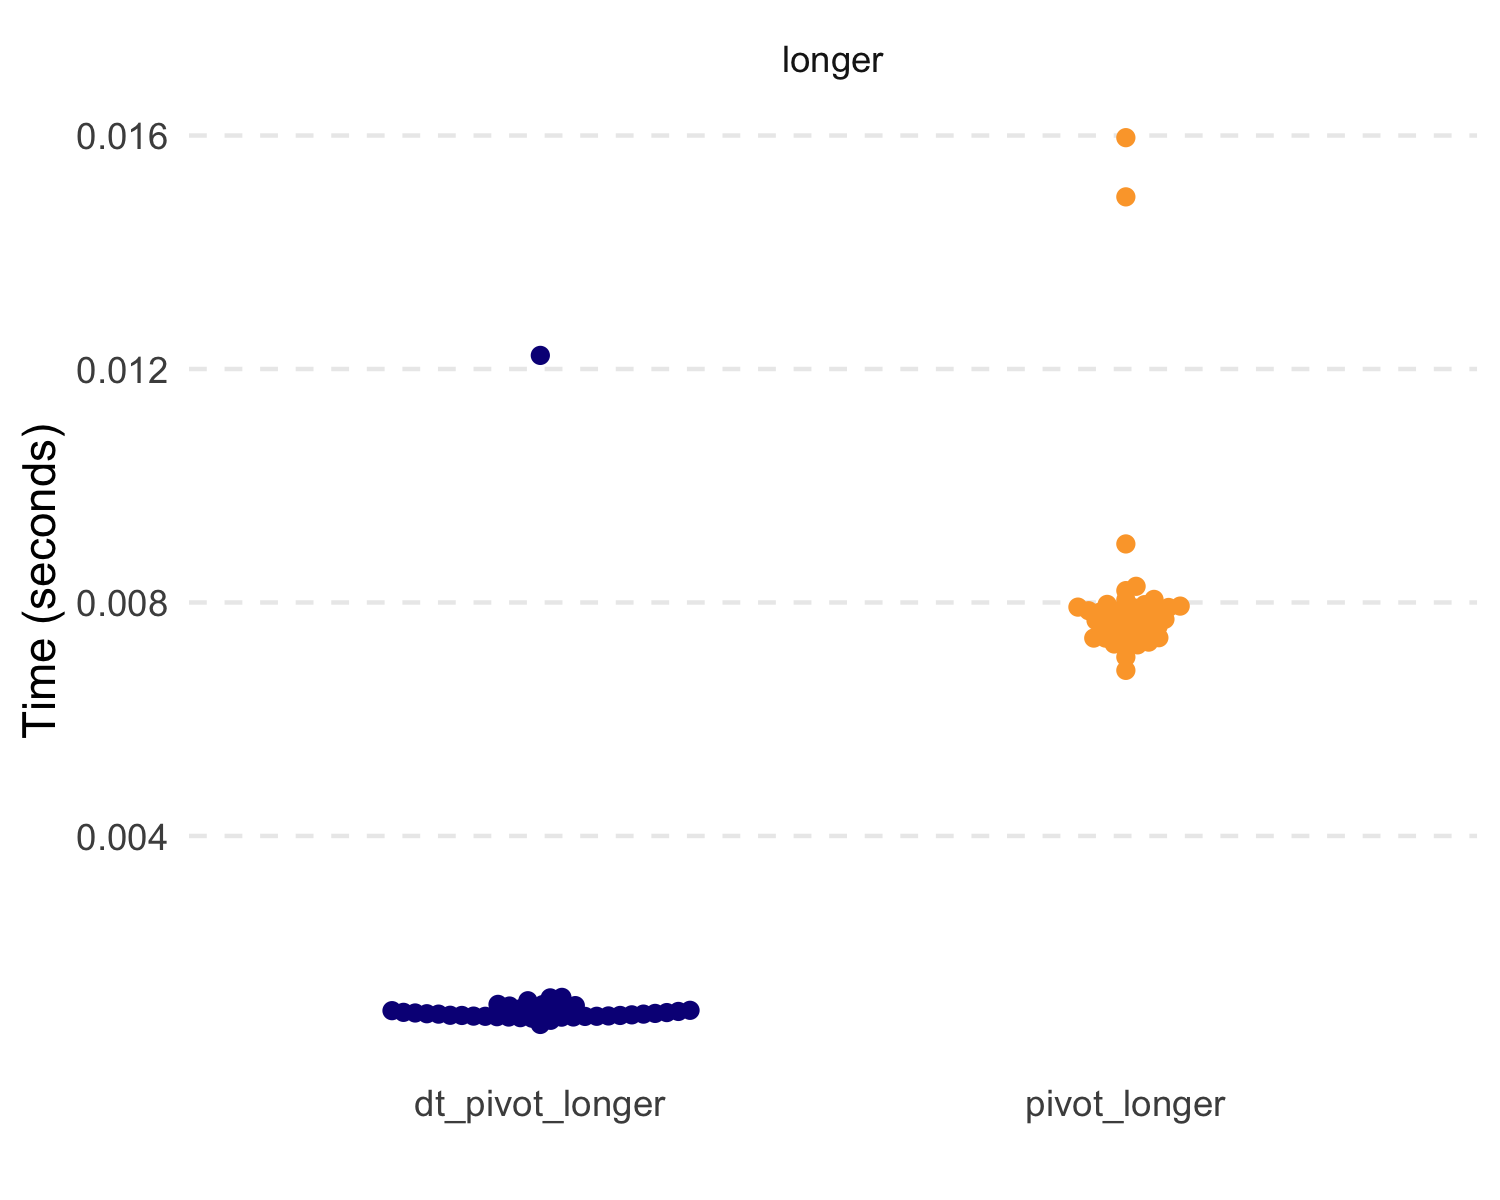 longer
0.016
0.012
0.008
0.004
Time (seconds)
dt_pivot_longer
pivot_longer